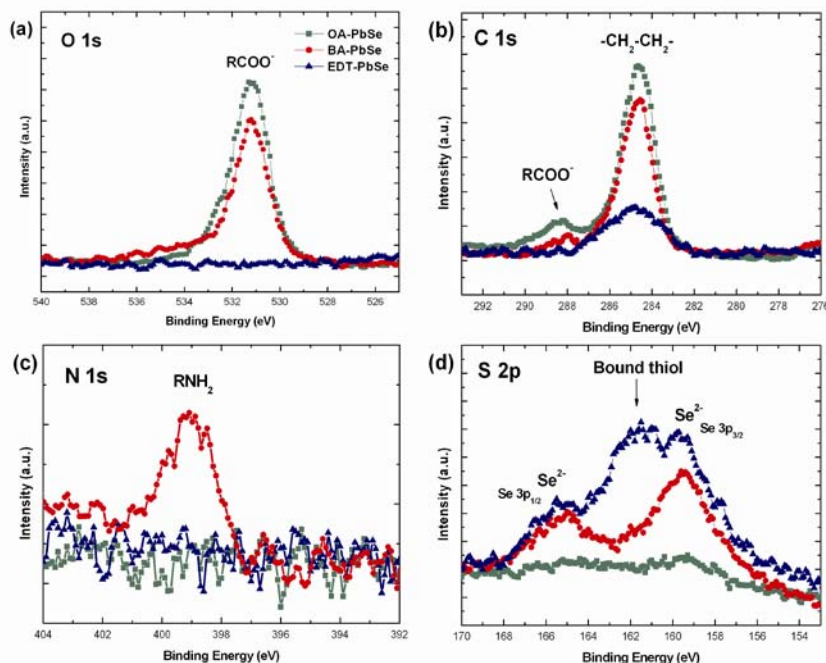 (a)
O 1s
RCOO⁻
OA-PbSe
BA-PbSe
EDT-PbSe
Intensity (a.u.)
540 538 536 534 532 530 528 526
Binding Energy (eV)
(b)
C 1s
-CH₂-CH₂-
RCOO⁻
Intensity (a.u.)
292 290 288 286 284 282 280 278 276
Binding Energy (eV)
(c)
N 1s
RNH₂
Intensity (a.u.)
404 402 400 398 396 394 392
Binding Energy (eV)
(d)
S 2p
Bound thiol
Se²⁻
Se 3p₃/₂
Se²⁻
Se 3p₁/₂
Intensity (a.u.)
170 168 166 164 162 160 158 156 154
Binding Energy (eV)